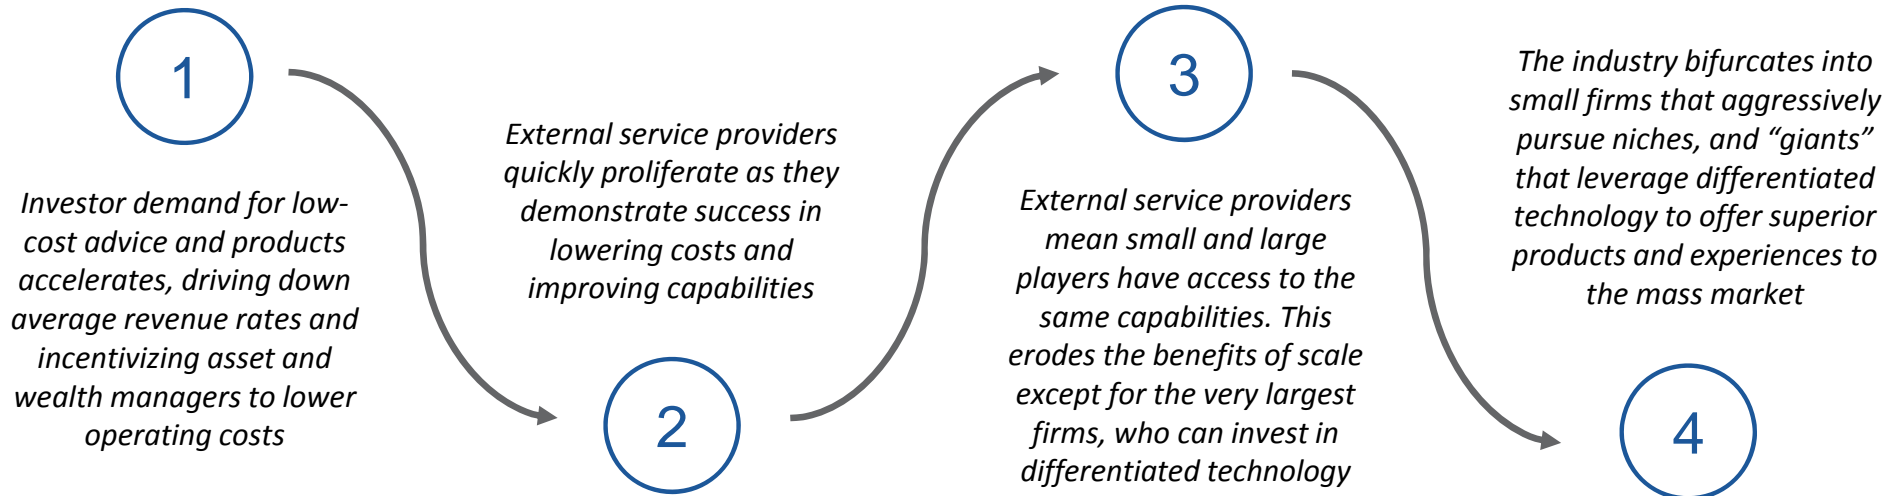 1
Investor demand for low-
cost advice and products
accelerates, driving down
average revenue rates and
incentivizing asset and
wealth managers to lower
operating costs
External service providers
quickly proliferate as they
demonstrate success in
lowering costs and
improving capabilities
2
3
External service providers
mean small and large
players have access to the
same capabilities. This
erodes the benefits of scale
except for the very largest
firms, who can invest in
differentiated technology
The industry bifurcates into
small firms that aggressively
pursue niches, and “giants”
that leverage differentiated
technology to offer superior
products and experiences to
the mass market
4